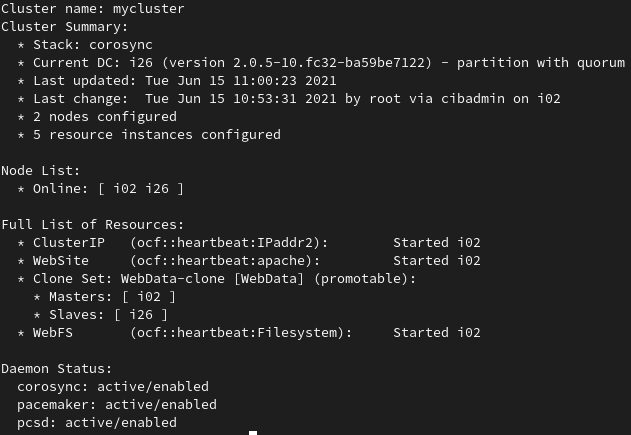 Cluster name: mycluster
Cluster Summary:
  * Stack: corosync
  * Current DC: i26 (version 2.0.5-10.fc32-ba59be7122) - partition with quorum
  * Last updated: Tue Jun 15 11:00:23 2021
  * Last change:  Tue Jun 15 10:53:31 2021 by root via cibadmin on i02
  * 2 nodes configured
  * 5 resource instances configured

Node List:
  * Online: [ i02 i26 ]

Full List of Resources:
  * ClusterIP   (ocf::heartbeat:IPaddr2):        Started i02
  * WebSite     (ocf::heartbeat:apache):         Started i02
  * Clone Set: WebData-clone [WebData] (promotable):
    * Masters: [ i02 ]
    * Slaves: [ i26 ]
  * WebFS       (ocf::heartbeat:Filesystem):     Started i02

Daemon Status:
  corosync: active/enabled
  pacemaker: active/enabled
  pcsd: active/enabled